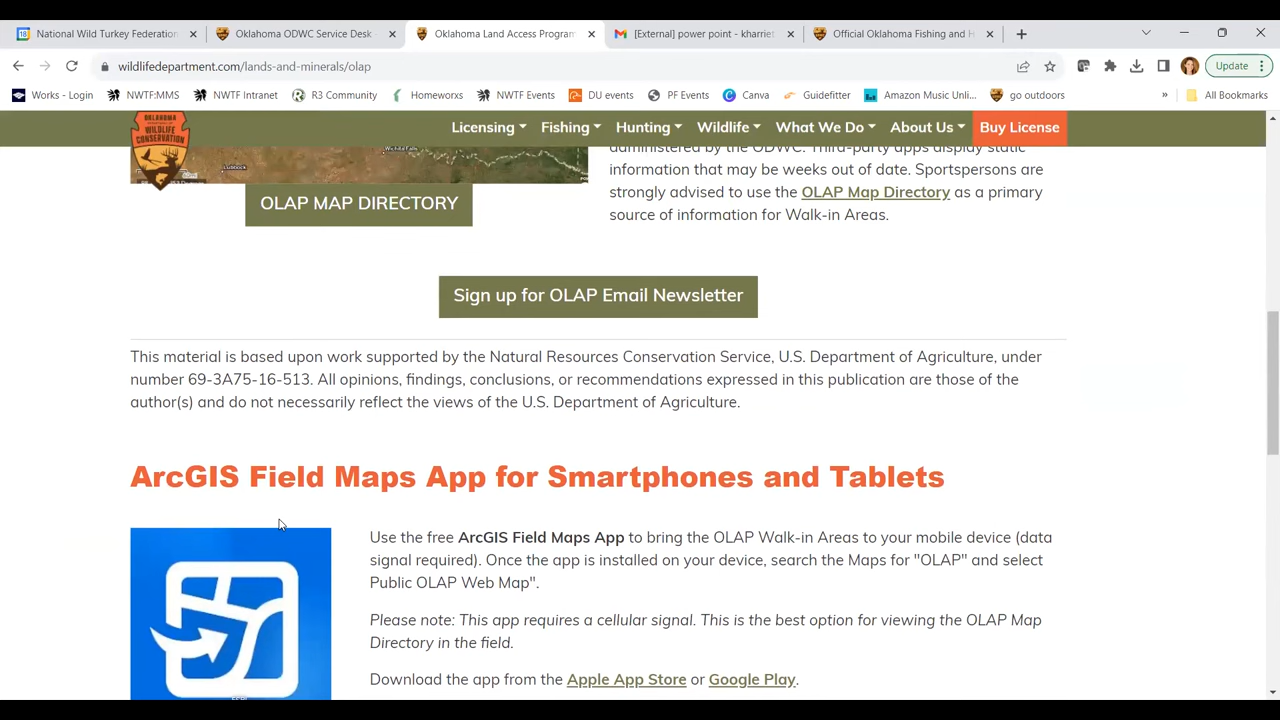 National Wild Turkey Federation
Oklahoma ODWC Service Desk
Oklahoma Land Access Program
[External] power point - kharriet
Official Oklahoma Fishing and H
wildlifedepartment.com/lands-and-minerals/olap
Update
Works - Login
NWTF:MMS
NWTF Intranet
R3 Community
Homeworxs
NWTF Events
DU events
PF Events
Canva
Guidefitter
Amazon Music Unli...
go outdoors
»
All Bookmarks
OKLAHOMA
WILDLIFE
CONSERVATION
Licensing
Fishing
Hunting
Wildlife
What We Do
About Us
Buy License
Wichita Falls
Lubbock
administered by the ODWC. Third-party apps display static
information that may be weeks out of date. Sportspersons are
strongly advised to use the OLAP Map Directory as a primary
source of information for Walk-in Areas.
OLAP MAP DIRECTORY
Sign up for OLAP Email Newsletter
This material is based upon work supported by the Natural Resources Conservation Service, U.S. Department of Agriculture, under
number 69-3A75-16-513. All opinions, findings, conclusions, or recommendations expressed in this publication are those of the
author(s) and do not necessarily reflect the views of the U.S. Department of Agriculture.
ArcGIS Field Maps App for Smartphones and Tablets
Use the free ArcGIS Field Maps App to bring the OLAP Walk-in Areas to your mobile device (data
signal required). Once the app is installed on your device, search the Maps for "OLAP" and select
Public OLAP Web Map".
Please note: This app requires a cellular signal. This is the best option for viewing the OLAP Map
Directory in the field.
Download the app from the Apple App Store or Google Play.